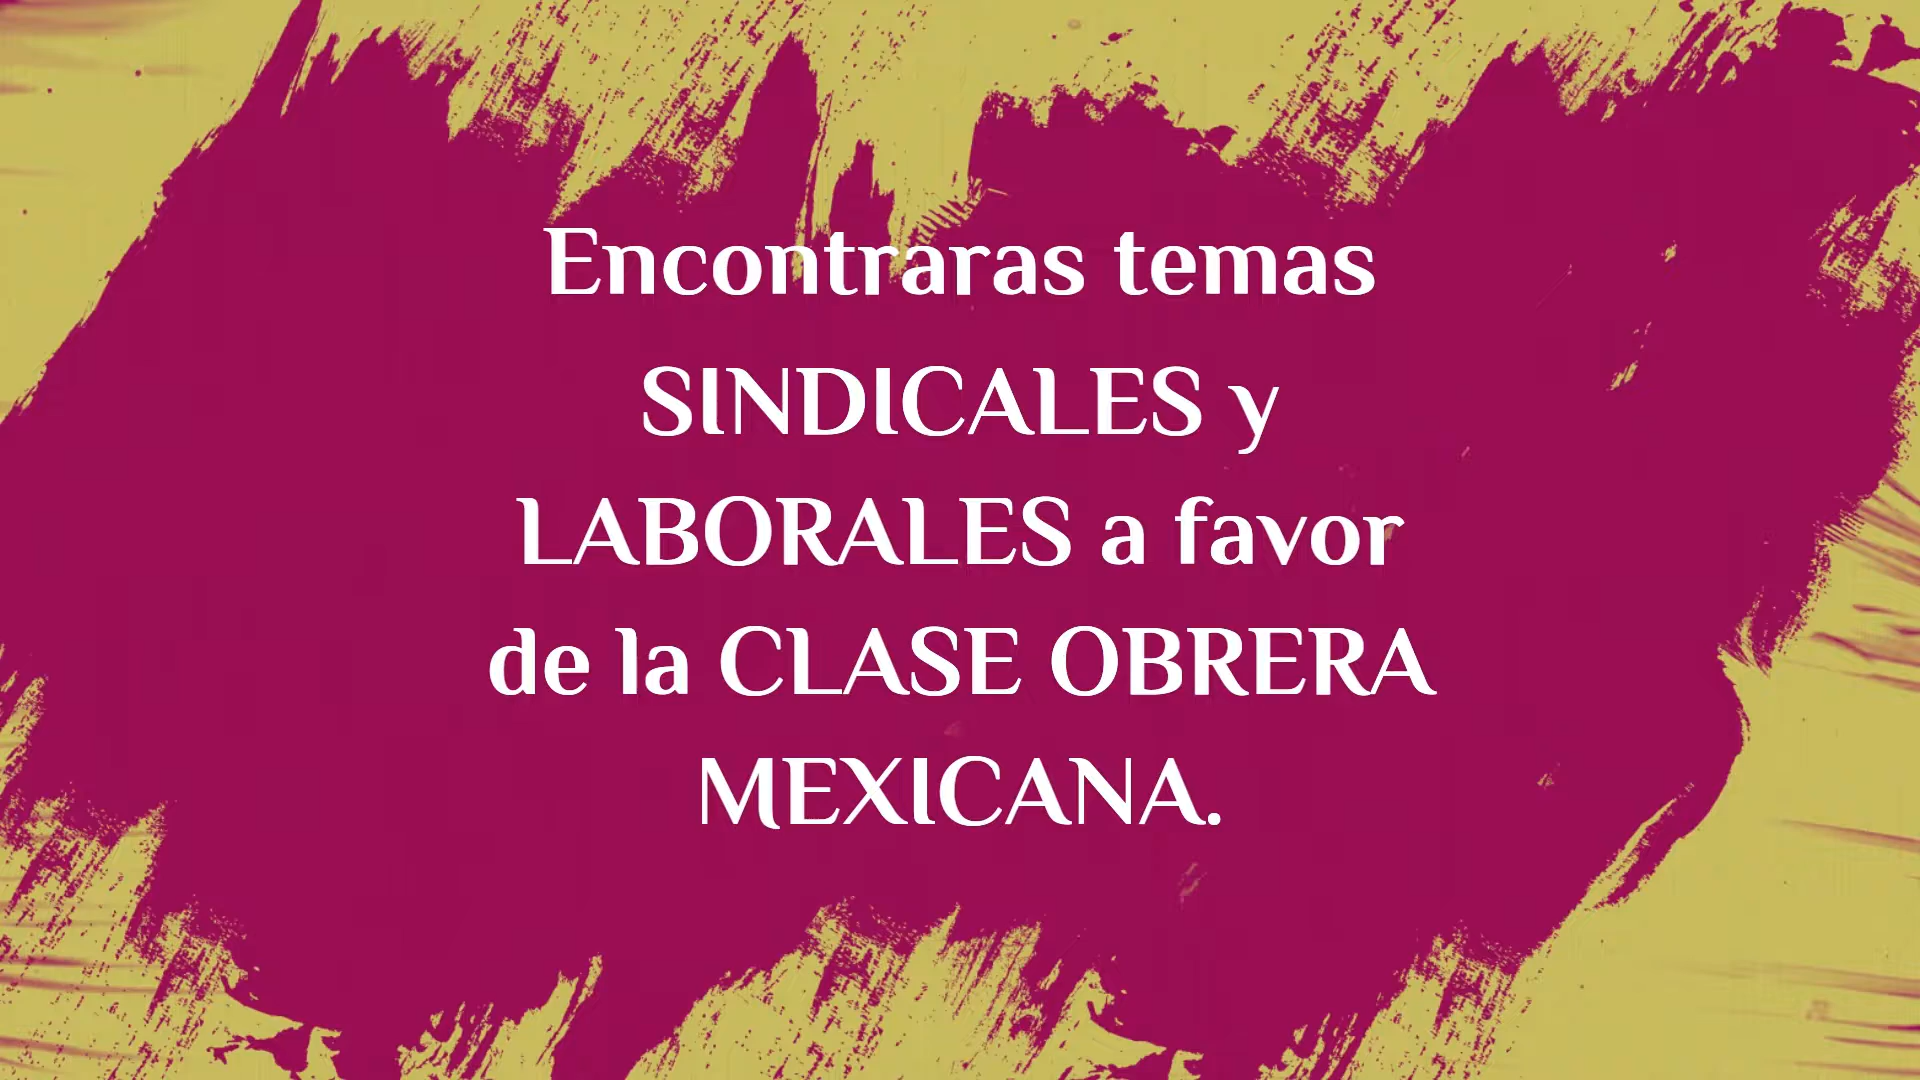 Encontraras temas
SINDICALES y
LABORALES a favor
de la CLASE OBRERA
MEXICANA.